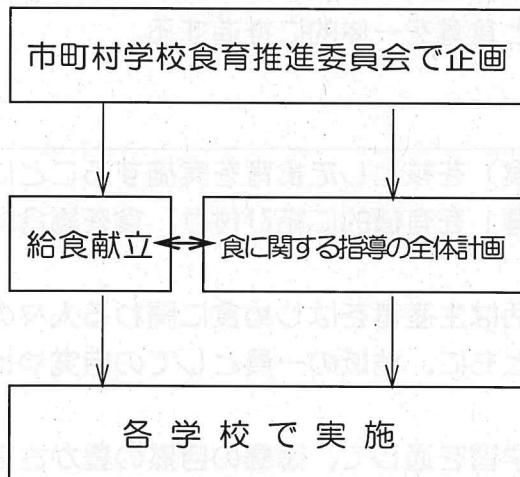 市町村学校食育推進委員会で企画
給食献立
食に関する指導の全体計画
各学校で実施